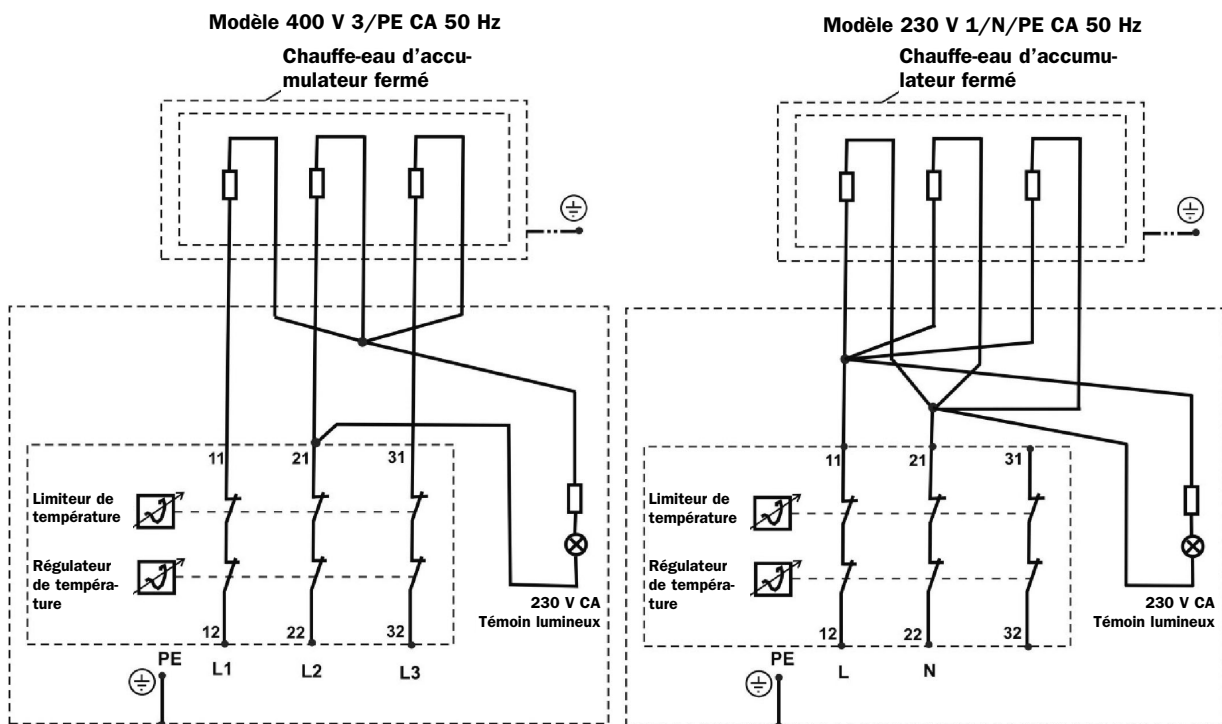 Modèle 400 V 3/PE CA 50 Hz
Chauffe-eau d'accu-
mulateur fermé
11
21
31
Limiteur de
température
Régulateur
de tempéra-
ture
12
22
32
230 V CA
Témoin lumineux
PE
L1
L2
L3
Modèle 230 V 1/N/PE CA 50 Hz
Chauffe-eau d'accumu-
lateur fermé
11
21
31
Limiteur de
température
Régulateur
de tempéra-
ture
12
22
32
230 V CA
Témoin lumineux
PE
L
N